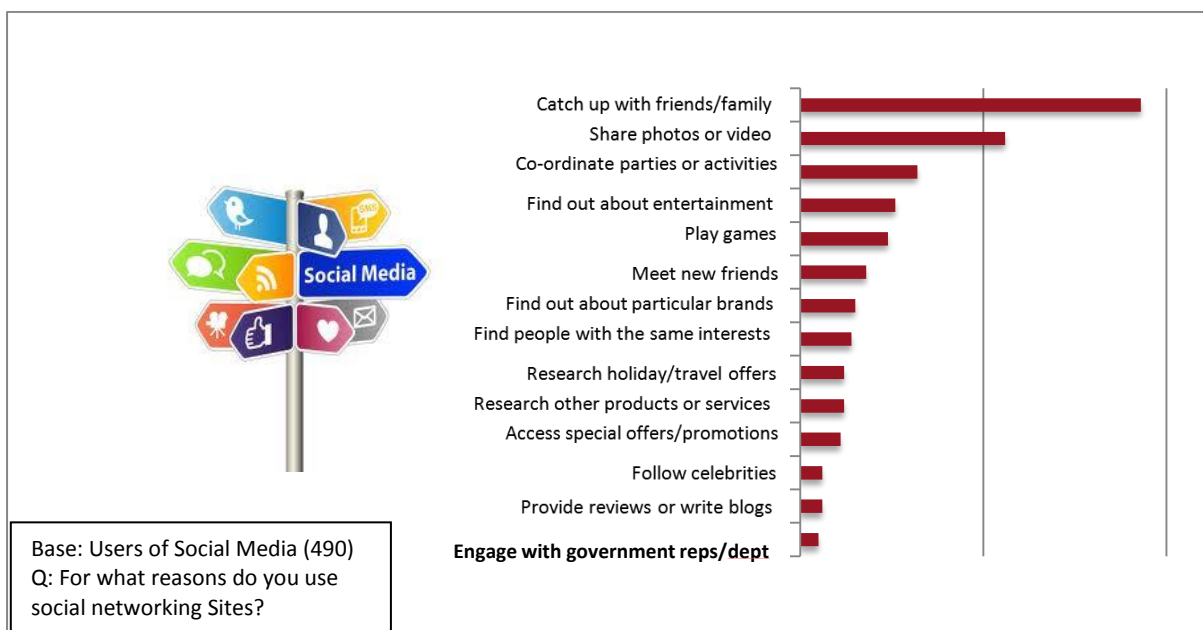 Catch up with friends/family
Share photos or video
Co-ordinate parties or activities
Find out about entertainment
Play games
Meet new friends
Find out about particular brands
Find people with the same interests
Research holiday/travel offers
Research other products or services
Access special offers/promotions
Follow celebrities
Provide reviews or write blogs
Engage with government reps/dept
SMS
Social Media
Base: Users of Social Media (490)
Q: For what reasons do you use
social networking Sites?